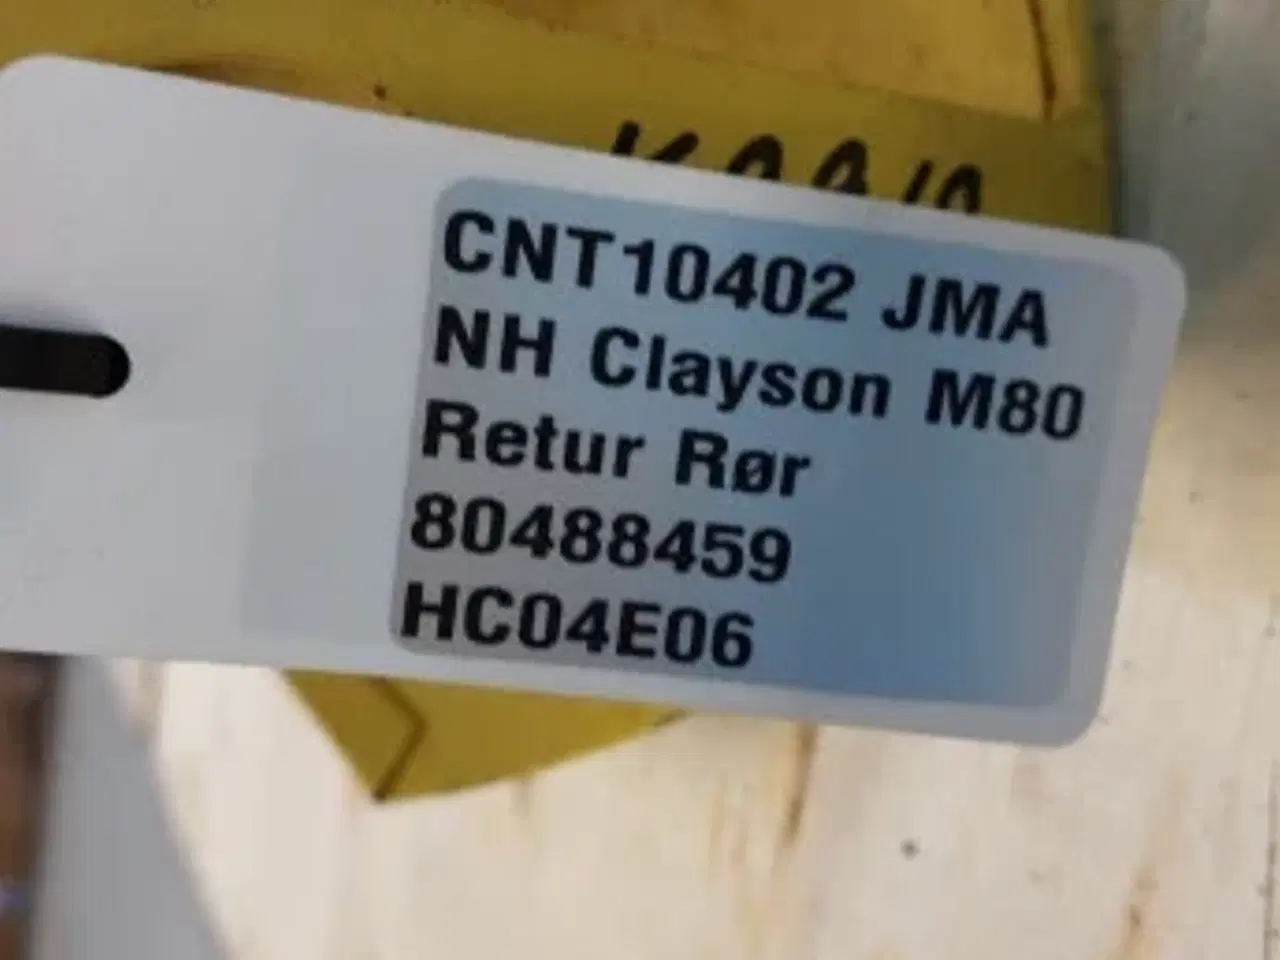 CNT10402 JMA
NH Clayson M80
Retur Rør
80488459
HC04E06